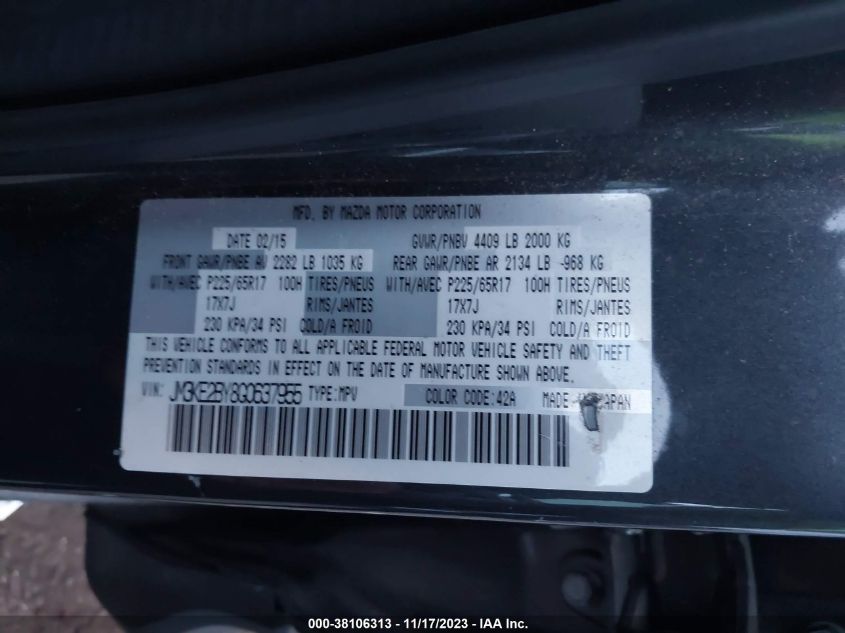 MFD. BY MAZDA MOTOR CORPORATION
DATE 02/15 GVWR/PNBV 4409 LB 2000 KG
FRONT GAWR/PNBE AV 2282 LB 1035 KG REAR GAWR/PNBE AR 2134 LB -968 KG
WITH/AVEC P225/65R17 100H TIRES/PNEUS WITH/AVEC P225/65R17 100H TIRES/PNEUS
17X7J RIMS/JANTES 17X7J RIMS/JANTES
230 KPA/34 PSI COLD/A FROID 230 KPA/34 PSI COLD/A FROID
THIS VEHICLE CONFORMS TO ALL APPLICABLE FEDERAL MOTOR VEHICLE SAFETY AND THEFT
PREVENTION STANDARDS IN EFFECT ON THE DATE OF MANUFACTURE SHOWN ABOVE.
VIN: JM3KE2BY8G0637955 TYPE:MPV COLOR CODE:42A MADE JAPAN
000-38106313 - 11/17/2023 - IAA Inc.